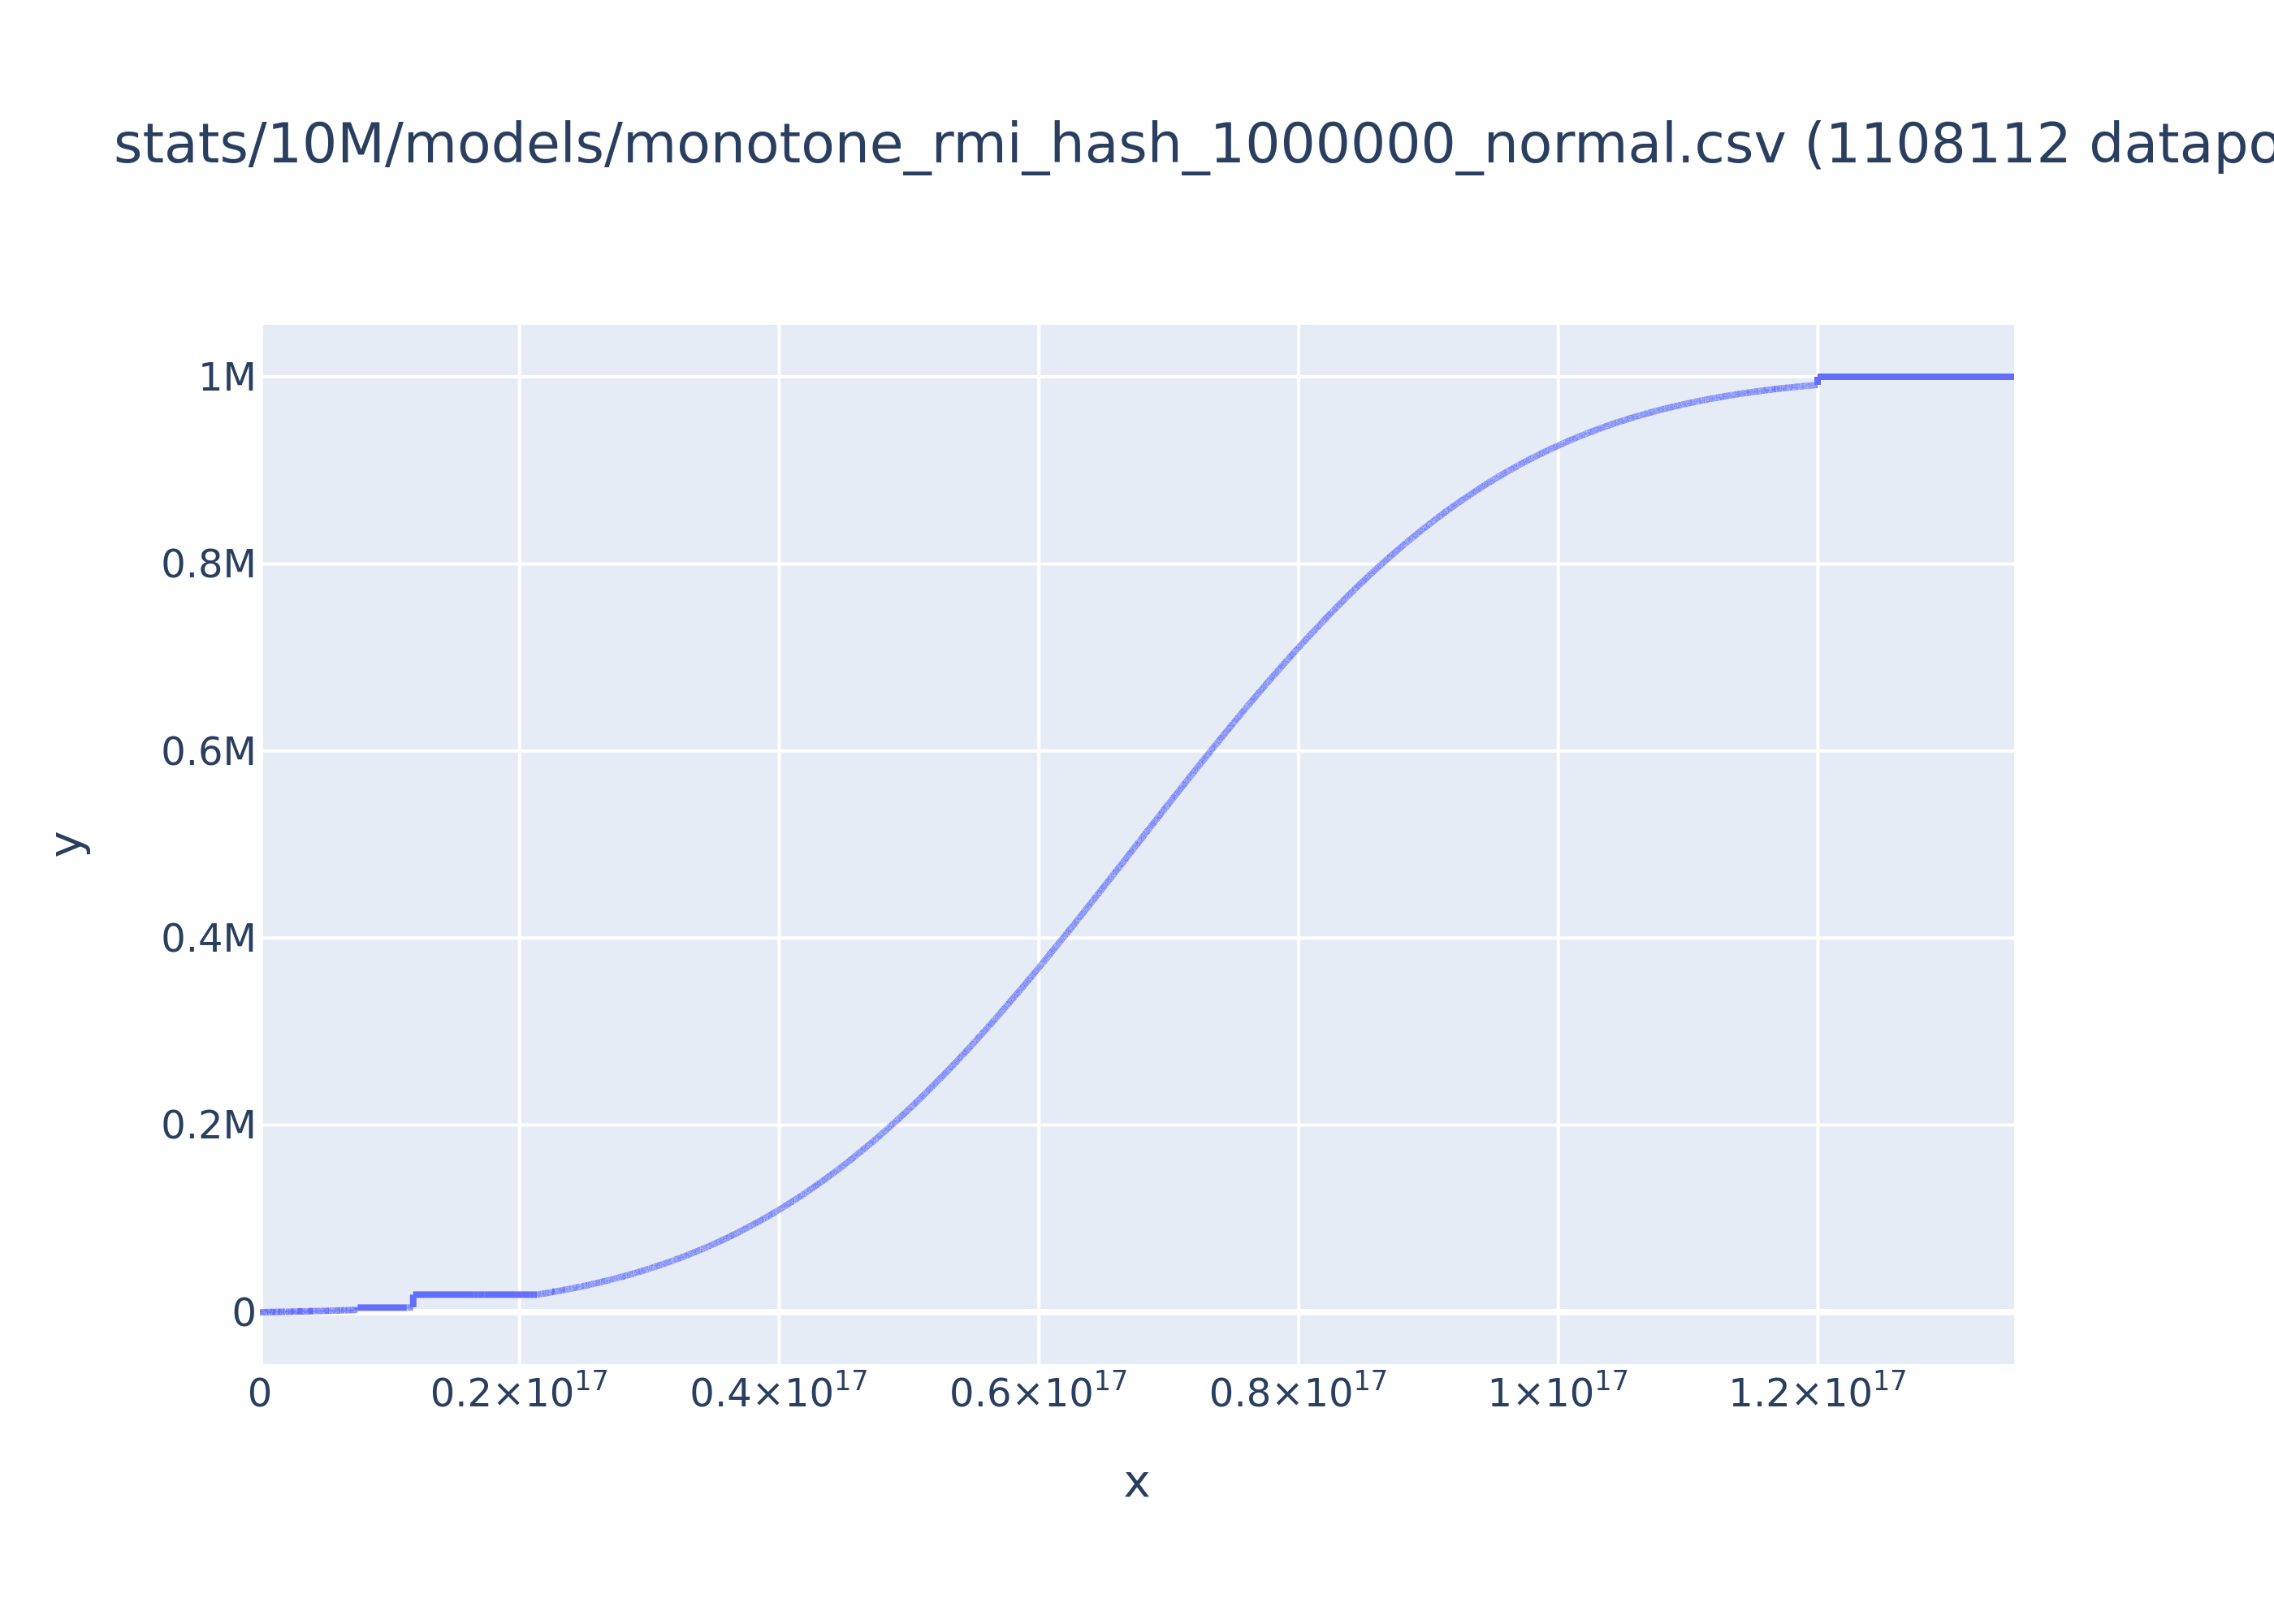 stats/10M/models/monotone_rmi_hash_1000000_normal.csv (1108112 datapo
1M
0.8M
0.6M
0.4M
0.2M
0
y
0 0.2×10¹⁷ 0.4×10¹⁷ 0.6×10¹⁷ 0.8×10¹⁷ 1×10¹⁷ 1.2×10¹⁷
x